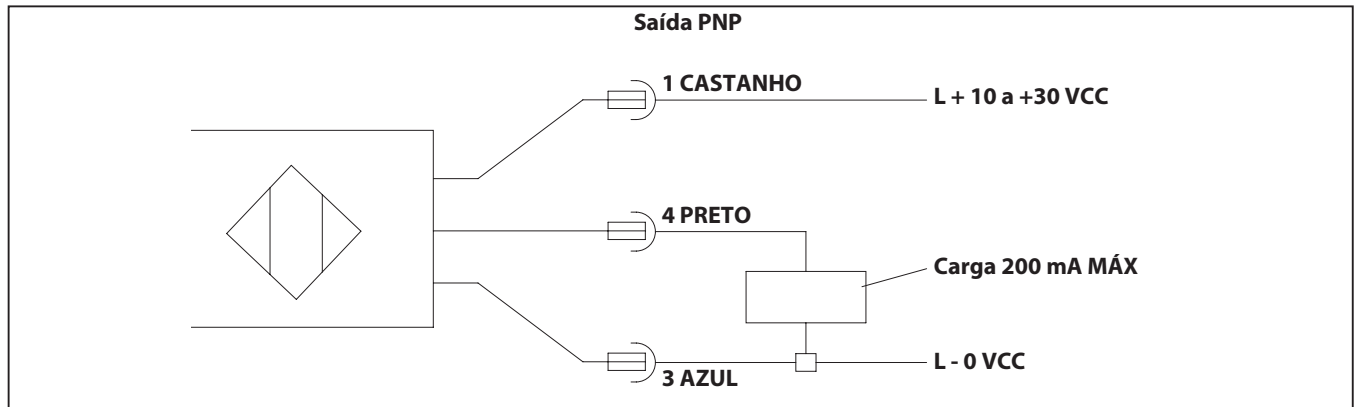 Saída PNP
1 CASTANHO
L + 10 a +30 VCC
4 PRETO
Carga 200 mA MÁX
L - 0 VCC
3 AZUL